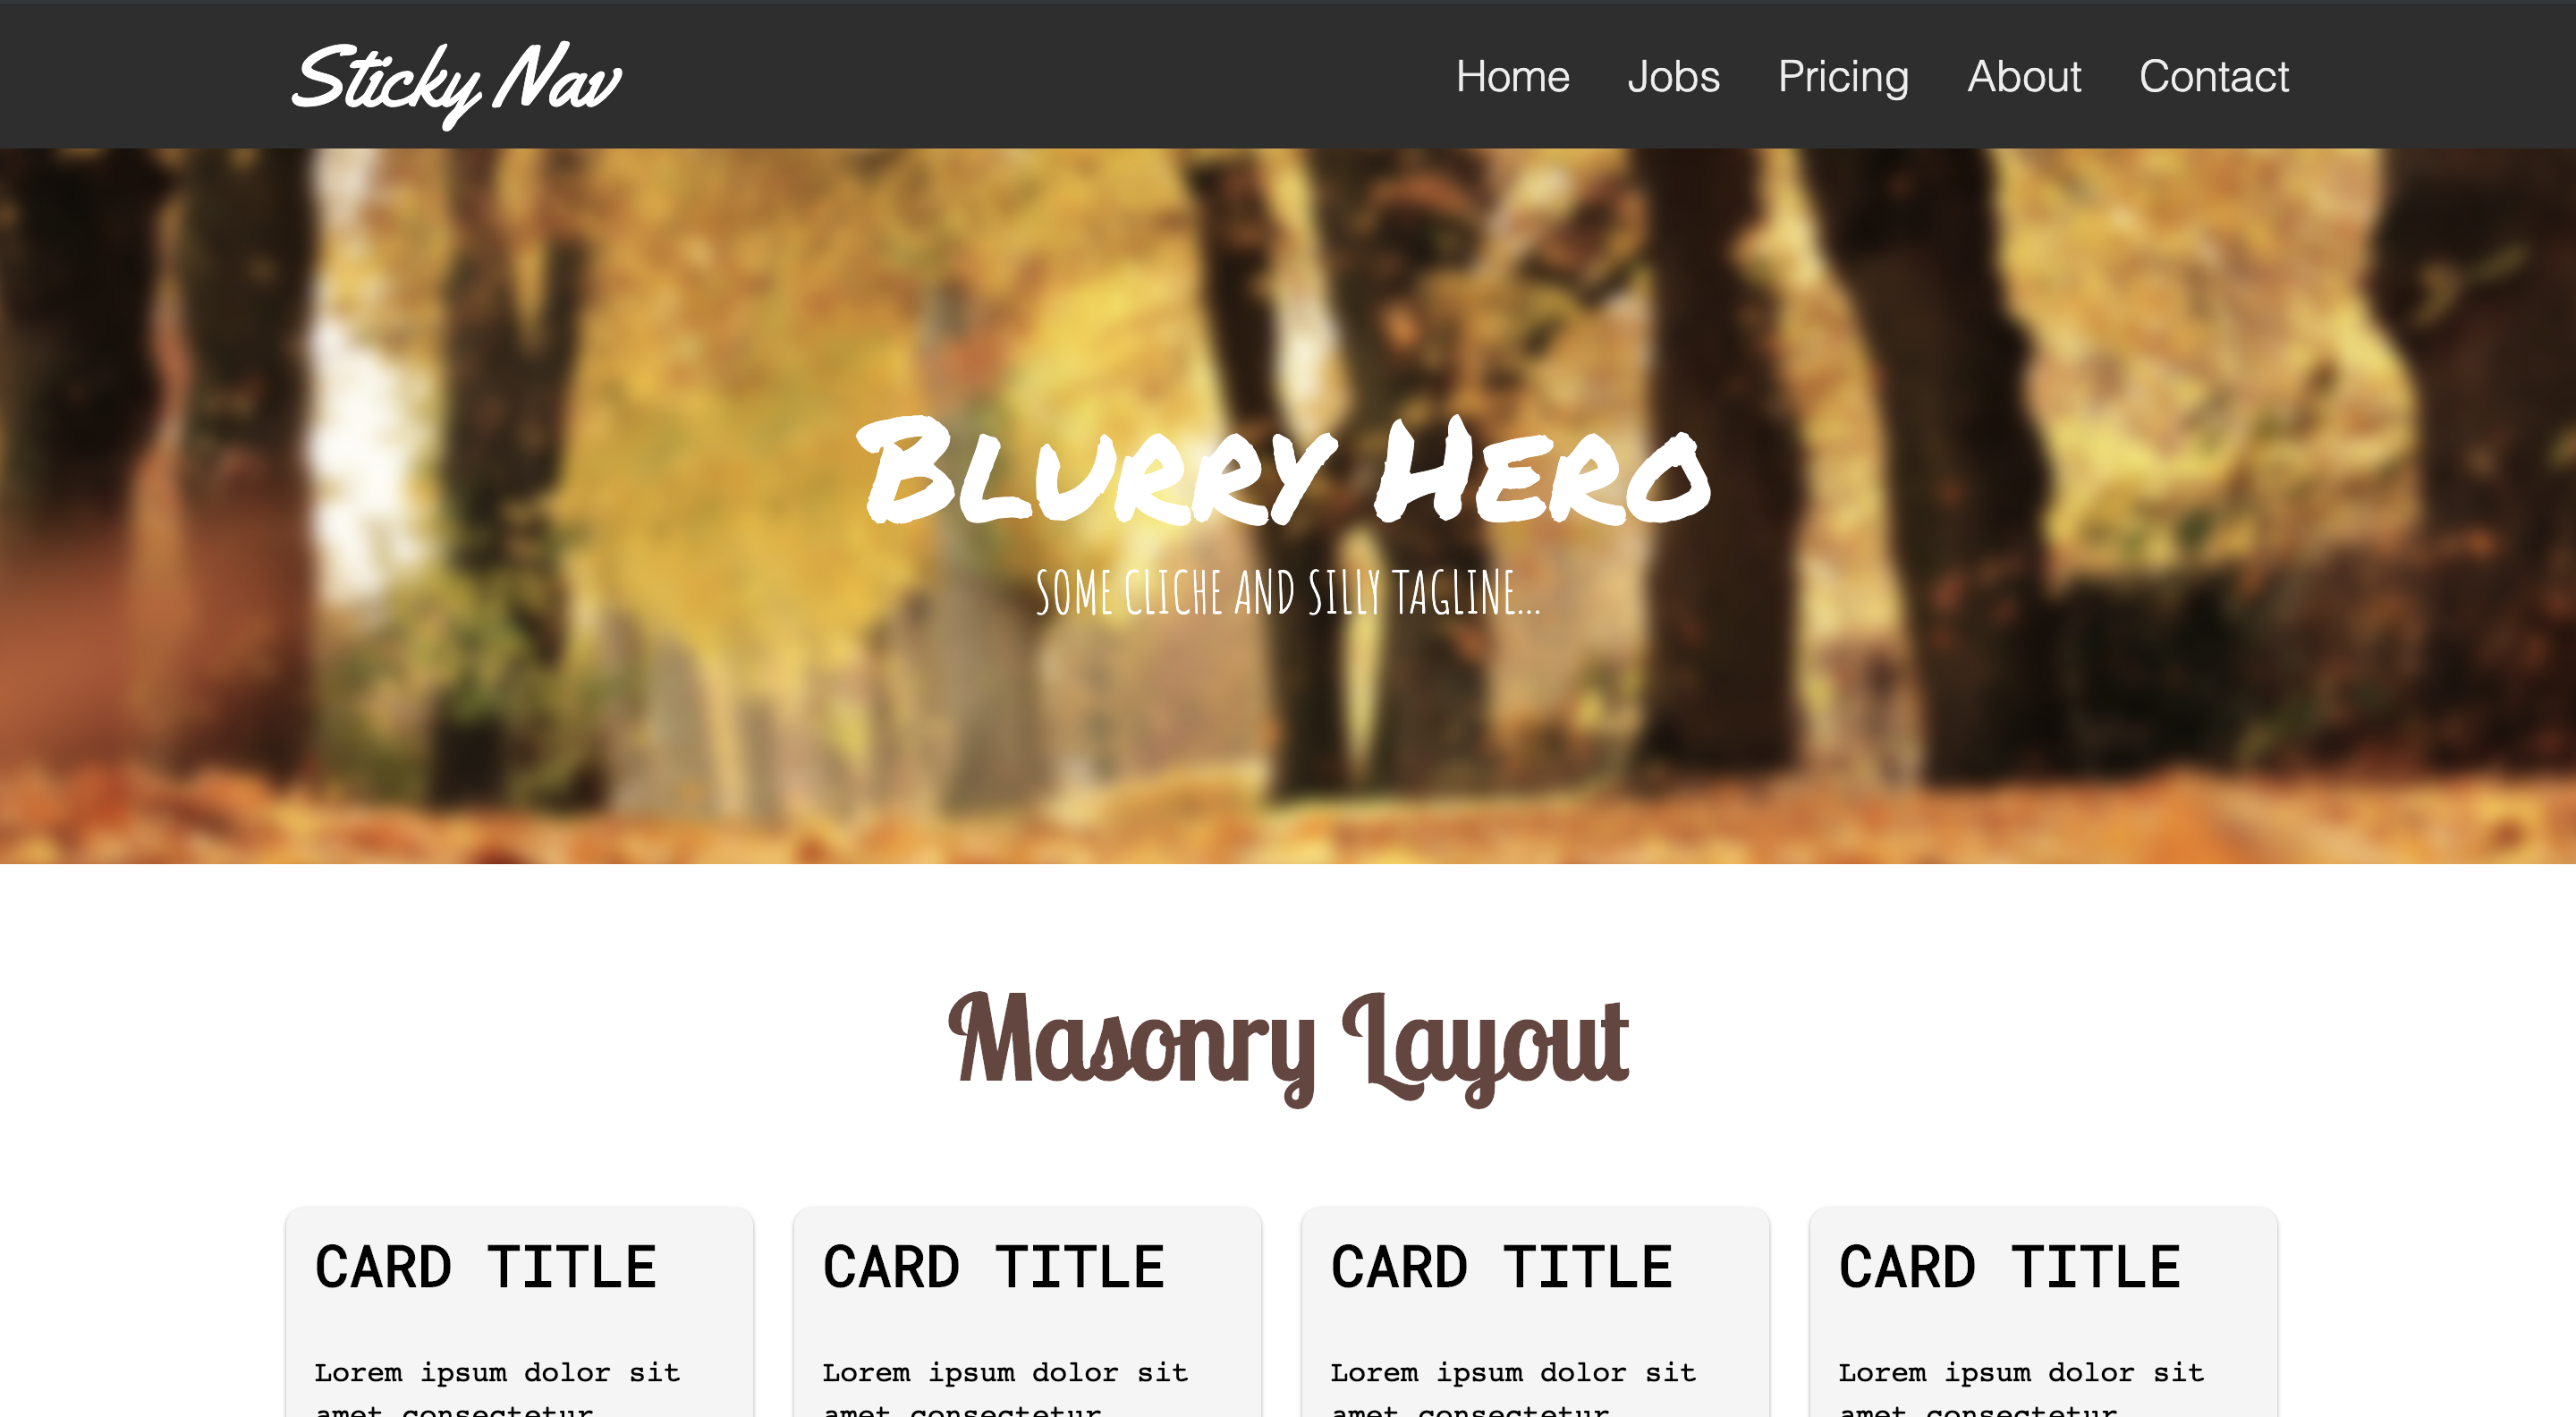 Sticky Nav
Home Jobs Pricing About Contact
Blurry Hero
SOME CLICHE AND SILLY TAGLINE...
Masonry Layout
CARD TITLE
Lorem ipsum dolor sit
amet consectetur
CARD TITLE
Lorem ipsum dolor sit
amet consectetur
CARD TITLE
Lorem ipsum dolor sit
amet consectetur
CARD TITLE
Lorem ipsum dolor sit
amet consectetur